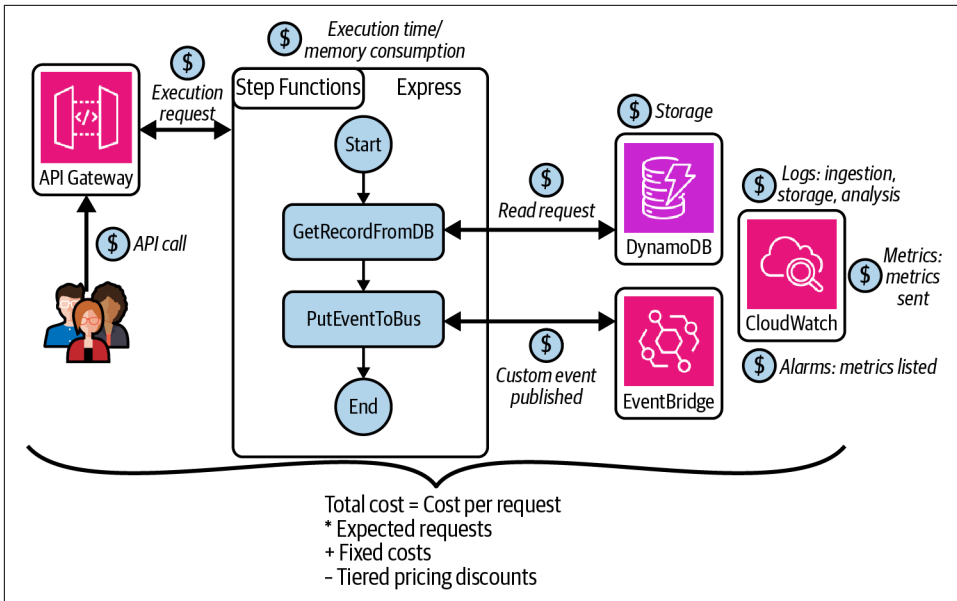 $ Execution time/
memory consumption
$
Execution
request
Step Functions
Express
API Gateway
$ API call
Start
GetRecordFromDB
PutEventToBus
End
$
Read request
$ Storage
DynamoDB
$
Custom event
published
EventBridge
$ Logs: ingestion,
storage, analysis
CloudWatch
$ Metrics:
metrics
sent
$ Alarms: metrics listed
Total cost = Cost per request
* Expected requests
+ Fixed costs
– Tiered pricing discounts